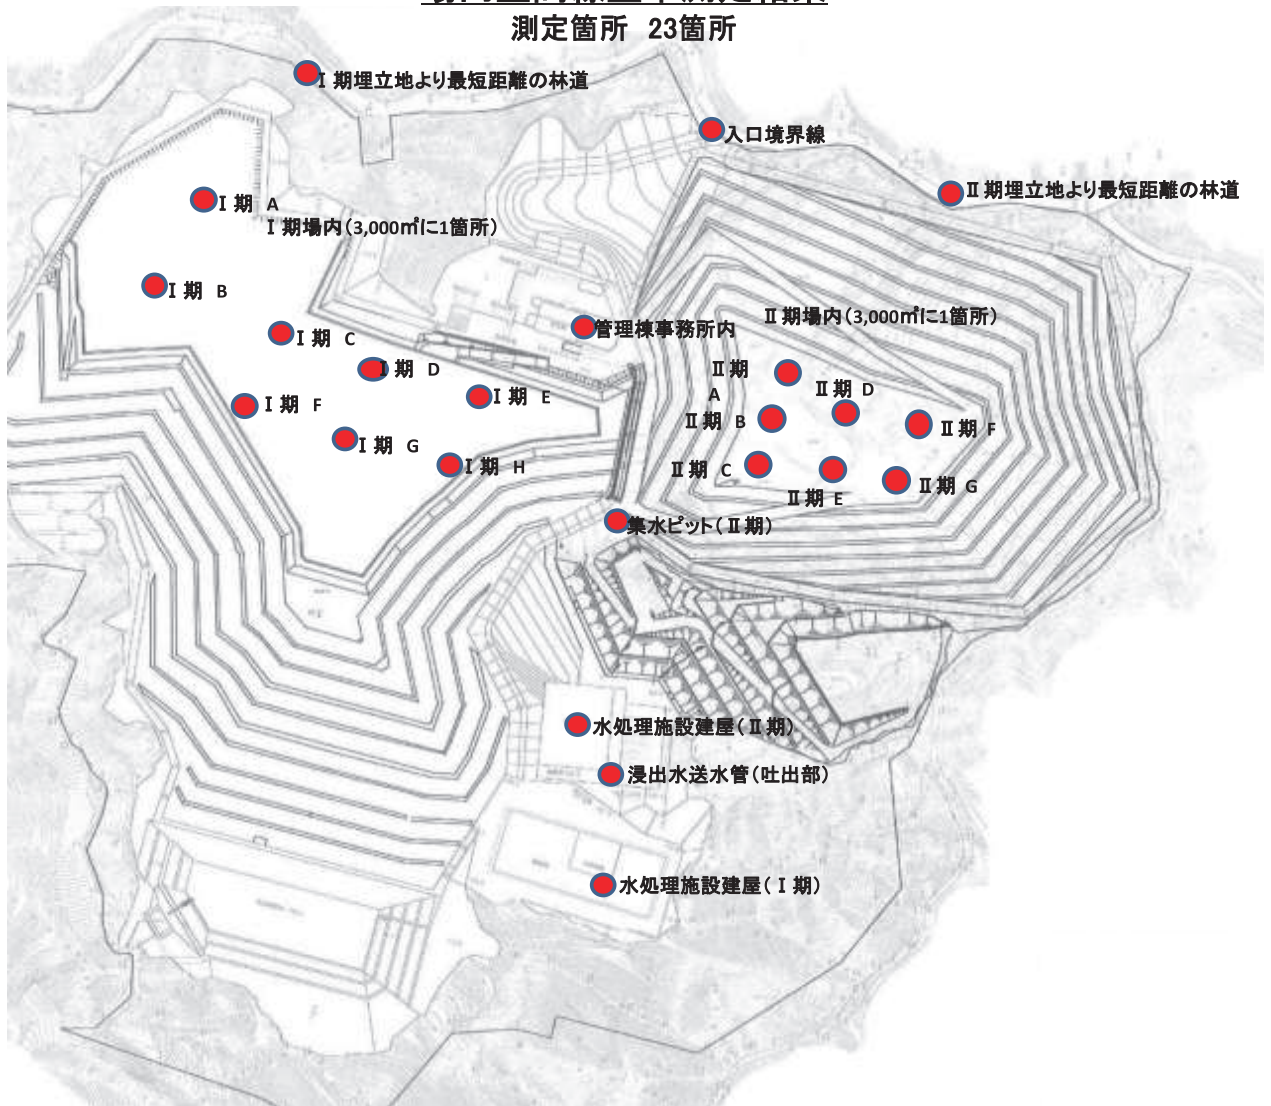 測定箇所 23箇所
Ⅰ期埋立地より最短距離の林道
入口境界線
Ⅱ期埋立地より最短距離の林道
Ⅰ期 A
Ⅰ期場内(3,000㎡に1箇所)
Ⅰ期 B
Ⅰ期 C
Ⅰ期 D
Ⅰ期 E
Ⅰ期 F
Ⅰ期 G
Ⅰ期 H
管理棟事務所内
Ⅱ期場内(3,000㎡に1箇所)
Ⅱ期
A
Ⅱ期 D
Ⅱ期 B
Ⅱ期 F
Ⅱ期 C
Ⅱ期 E
Ⅱ期 G
集水ピット(Ⅱ期)
水処理施設建屋(Ⅱ期)
浸出水送水管(吐出部)
水処理施設建屋(Ⅰ期)